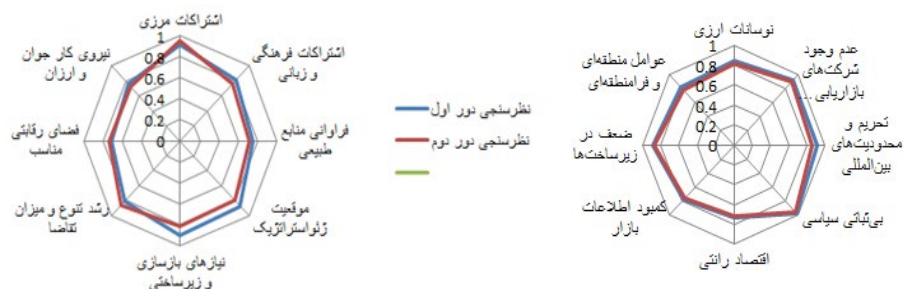 اشتراکات مرزی
اشتراکات فرهنگی
و زبانی
فراوانی منابع
طبیعی
موقعیت
ژئواستراتژیک
نیازهای بازسازی
و زیرساختی
رشد تنوع و میزان
تقاضا
فضای رقابتی
مناسب
نیروی کار جوان
و ارزان
1
0.8
0.6
0.4
0.2
0
نظرسنجی دور اول
نظرسنجی دور دوم
نوسانات ارزی
عدم وجود
شرکت‌های
بازاریابی ...
تحریم و
محدودیت‌های
بین‌المللی
بی‌ثباتی سیاسی
اقتصاد رانتی
کمبود اطلاعات
بازار
ضعف در
زیرساخت‌ها
عوامل منطقه‌ای
و فرامنطقه‌ای
1
0.8
0.6
0.4
0.2
0